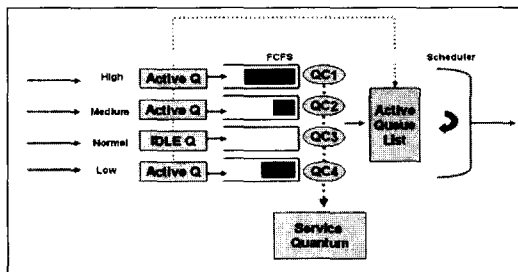 FCFS
Scheduler
High
Active Q
QC1
Medium
Active Q
QC2
Active
Queue
List
Normal
IDLE Q
QC3
Low
Active Q
QC4
Service
Quantum